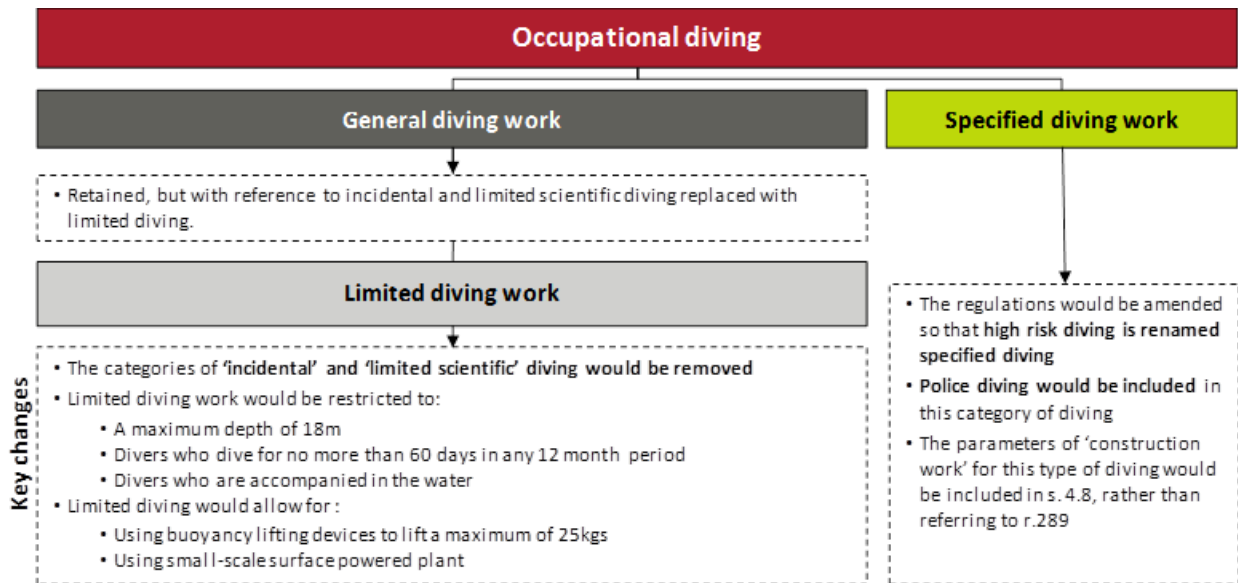 Occupational diving
General diving work
Specified diving work
• Retained, but with reference to incidental and limited scientific diving replaced with
limited diving.
Limited diving work
Key changes
• The categories of ‘incidental’ and ‘limited scientific’ diving would be removed
• Limited diving work would be restricted to:
• A maximum depth of 18m
• Divers who dive for no more than 60 days in any 12 month period
• Divers who are accompanied in the water
• Limited diving would allow for :
• Using buoyancy lifting devices to lift a maximum of 25kgs
• Using small-scale surface powered plant
• The regulations would be amended
so that high risk diving is renamed
specified diving
• Police diving would be included in
this category of diving
• The parameters of ‘construction
work’ for this type of diving would
be included in s. 4.8, rather than
referring to r.289